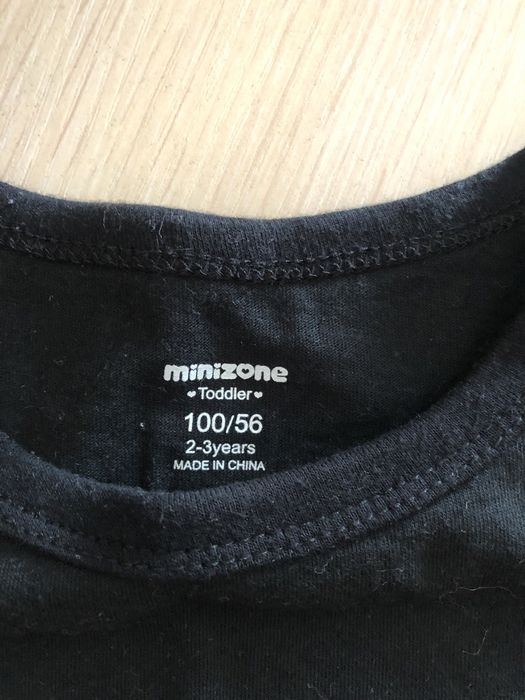 minizone
♥Toddler♥
100/56
2-3years
MADE IN CHINA